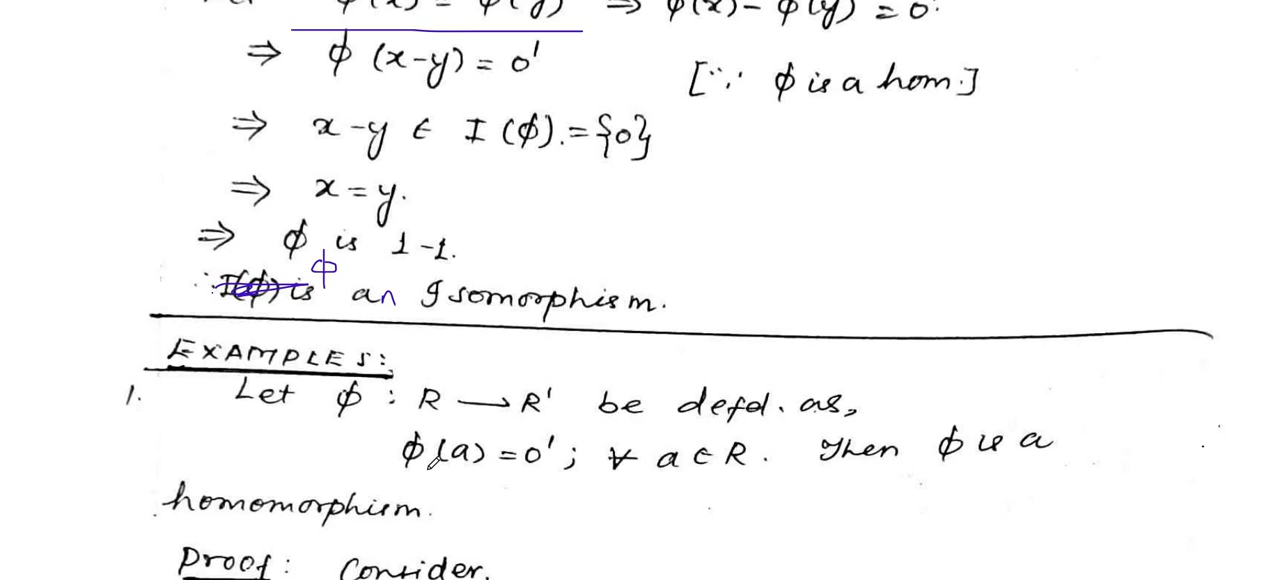 φ(x) = φ(y) ⇒ φ(x) - φ(y) = 0'
⇒ φ (x-y) = 0' [∵ φ is a hom.]
⇒ x-y ∈ I (φ). = {0}
⇒ x = y.
⇒ φ is 1-1.
∴ φ an Isomorphism.
EXAMPLES:
1. Let φ : R → R' be defd. as,
φ(a) = 0' ; ∀ a ∈ R. Then φ is a
homomorphism.
Proof: Consider,